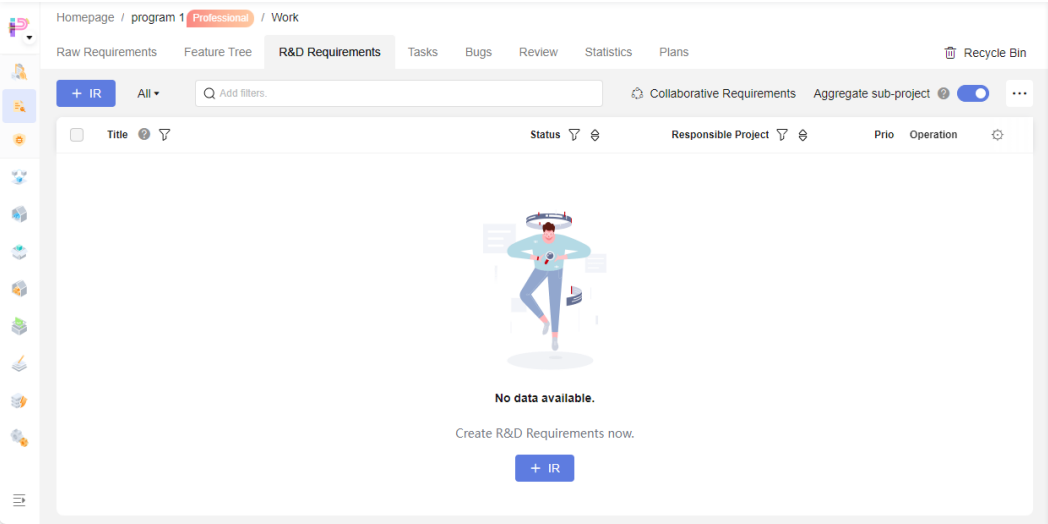 Homepage / program 1 Professional / Work
Raw Requirements Feature Tree R&D Requirements Tasks Bugs Review Statistics Plans Recycle Bin
+ IR All Add filters. Collaborative Requirements Aggregate sub-project
Title Status Responsible Project Prio Operation
No data available.
Create R&D Requirements now.
+ IR